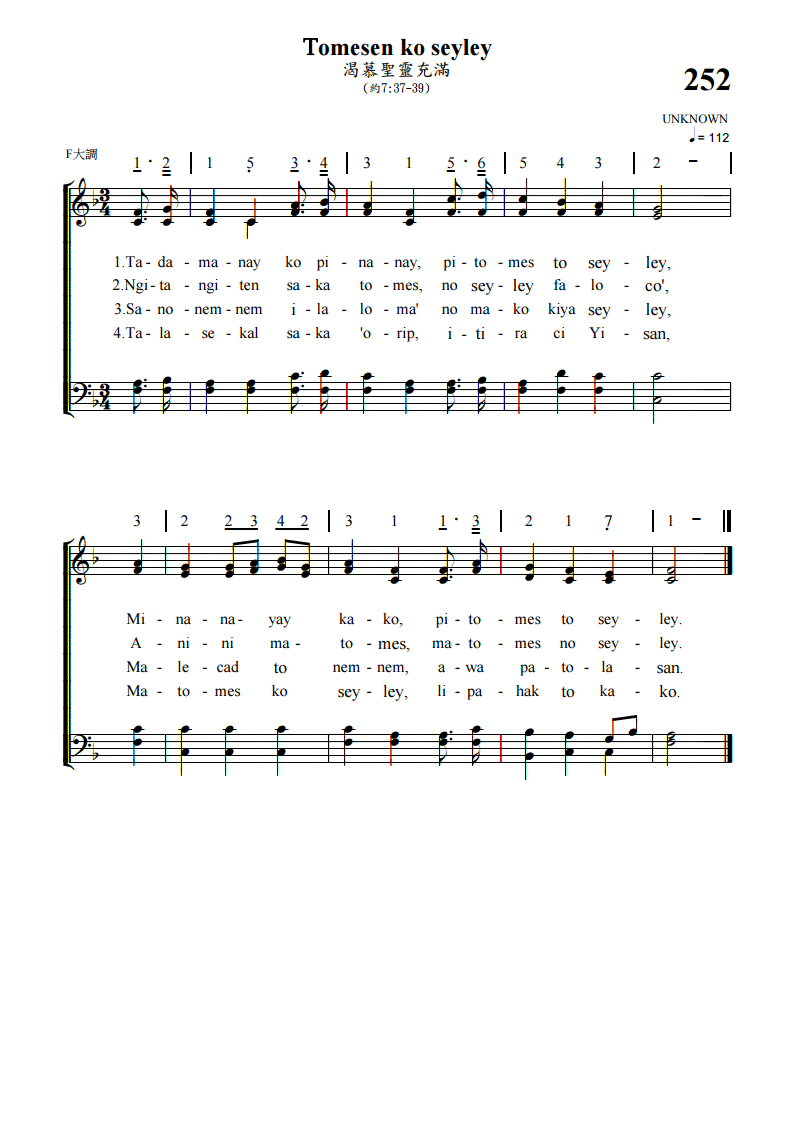 Tomesen ko seyley
渴慕聖靈充滿
(約7:37-39)
252
UNKNOWN
♩= 112
F大調
1 · 2 | 1 5 3 · 4 | 3 1 5 · 6 | 5 4 3 | 2 – |
3/4
1.Ta- da - ma - nay ko pi - na - nay, pi - to - mes to sey - ley,
2.Ngi - ta - ngi - ten sa - ka to - mes, no sey - ley fa - lo - co',
3.Sa - no - nem - nem i - la - lo - ma' no ma - ko kiya sey - ley,
4.Ta - la - se - kal sa - ka 'o - rip, i - ti - ra ci Yi - san,
3/4
3 | 2 2 3 4 2 | 3 1 1 · 3 | 2 1 7 | 1 – ‖
Mi - na - na - yay ka - ko, pi - to - mes to sey - ley.
A - ni - ni ma - to - mes, ma - to - mes no sey - ley.
Ma - le - cad to nem - nem, a - wa pa - to - la - san.
Ma - to - mes ko sey - ley, li - pa - hak to ka - ko.